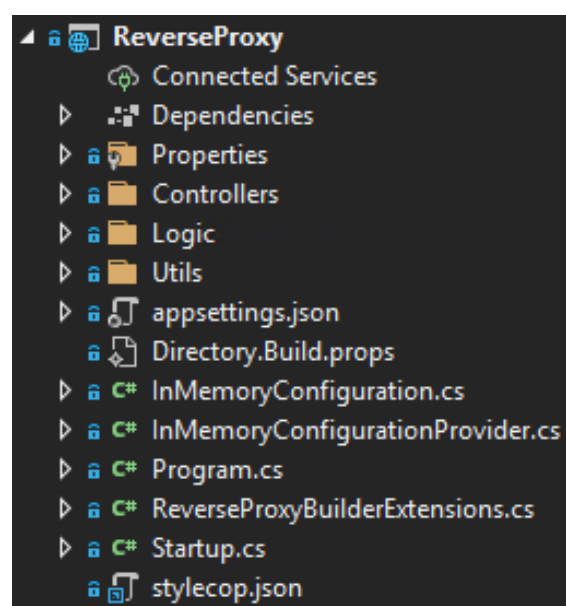 ReverseProxy
Connected Services
Dependencies
Properties
Controllers
Logic
Utils
appsettings.json
Directory.Build.props
C# InMemoryConfiguration.cs
C# InMemoryConfigurationProvider.cs
C# Program.cs
C# ReverseProxyBuilderExtensions.cs
C# Startup.cs
stylecop.json